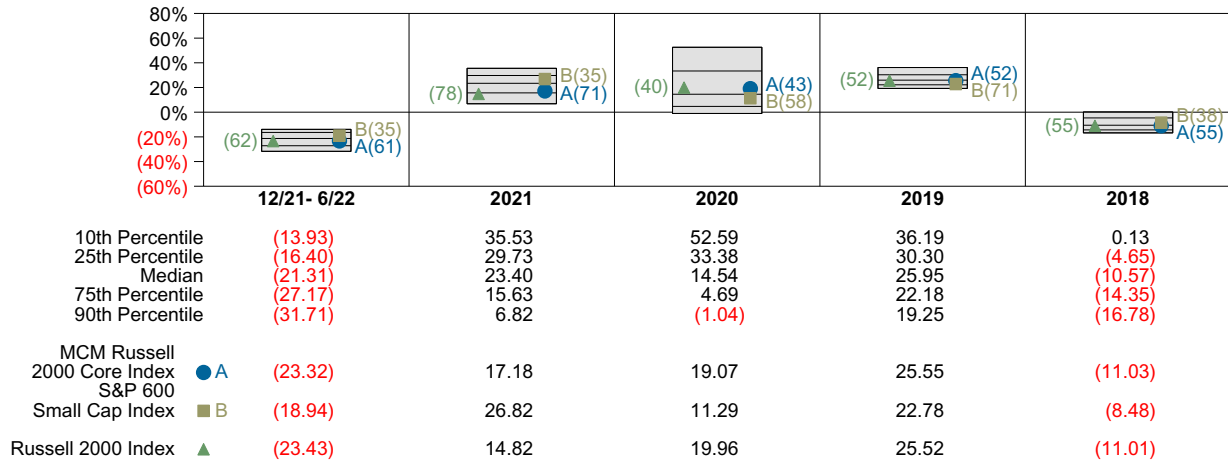 80%
60%
40%
20%
0%
(20%)
(40%)
(60%)
(62) B(35) A(61)
(78) B(35) A(71)
(40) A(43) B(58)
(52) A(52) B(71)
(55) B(38) A(55)
12/21- 6/22 2021 2020 2019 2018
10th Percentile (13.93) 35.53 52.59 36.19 0.13
25th Percentile (16.40) 29.73 33.38 30.30 (4.65)
Median (21.31) 23.40 14.54 25.95 (10.57)
75th Percentile (27.17) 15.63 4.69 22.18 (14.35)
90th Percentile (31.71) 6.82 (1.04) 19.25 (16.78)
MCM Russell
2000 Core Index A (23.32) 17.18 19.07 25.55 (11.03)
S&P 600
Small Cap Index B (18.94) 26.82 11.29 22.78 (8.48)
Russell 2000 Index (23.43) 14.82 19.96 25.52 (11.01)